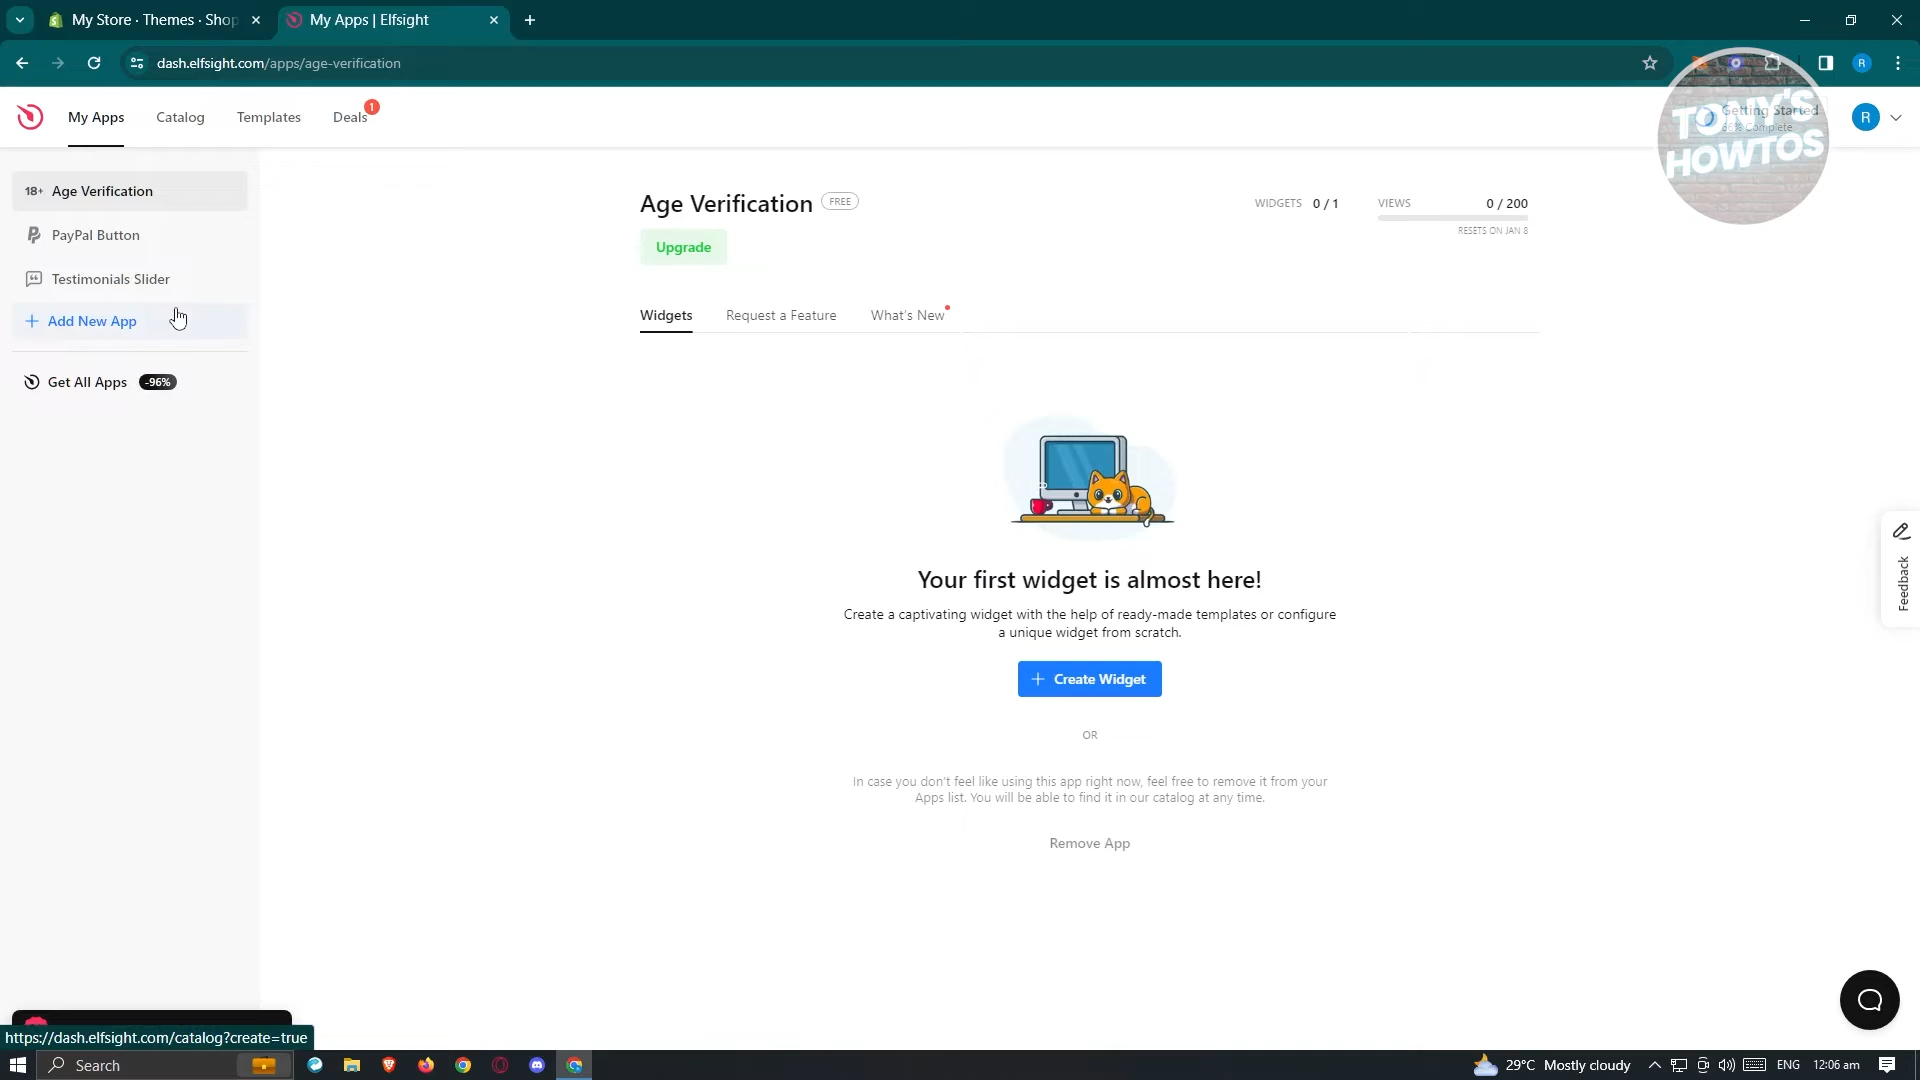 My Store · Themes · Shop
My Apps | Elfsight
dash.elfsight.com/apps/age-verification
R
My Apps
Catalog
Templates
Deals
1
Getting Started
66% Complete
R
TONY'S
HOWTOS
18+ Age Verification
PayPal Button
Testimonials Slider
+ Add New App
Get All Apps -96%
Age Verification FREE
WIDGETS 0 / 1
VIEWS 0 / 200
RESETS ON JAN 8
Upgrade
Widgets
Request a Feature
What's New
Your first widget is almost here!
Create a captivating widget with the help of ready-made templates or configure
a unique widget from scratch.
+ Create Widget
OR
In case you don't feel like using this app right now, feel free to remove it from your
Apps list. You will be able to find it in our catalog at any time.
Remove App
Feedback
https://dash.elfsight.com/catalog?create=true
Search
29°C Mostly cloudy
ENG
12:06 am